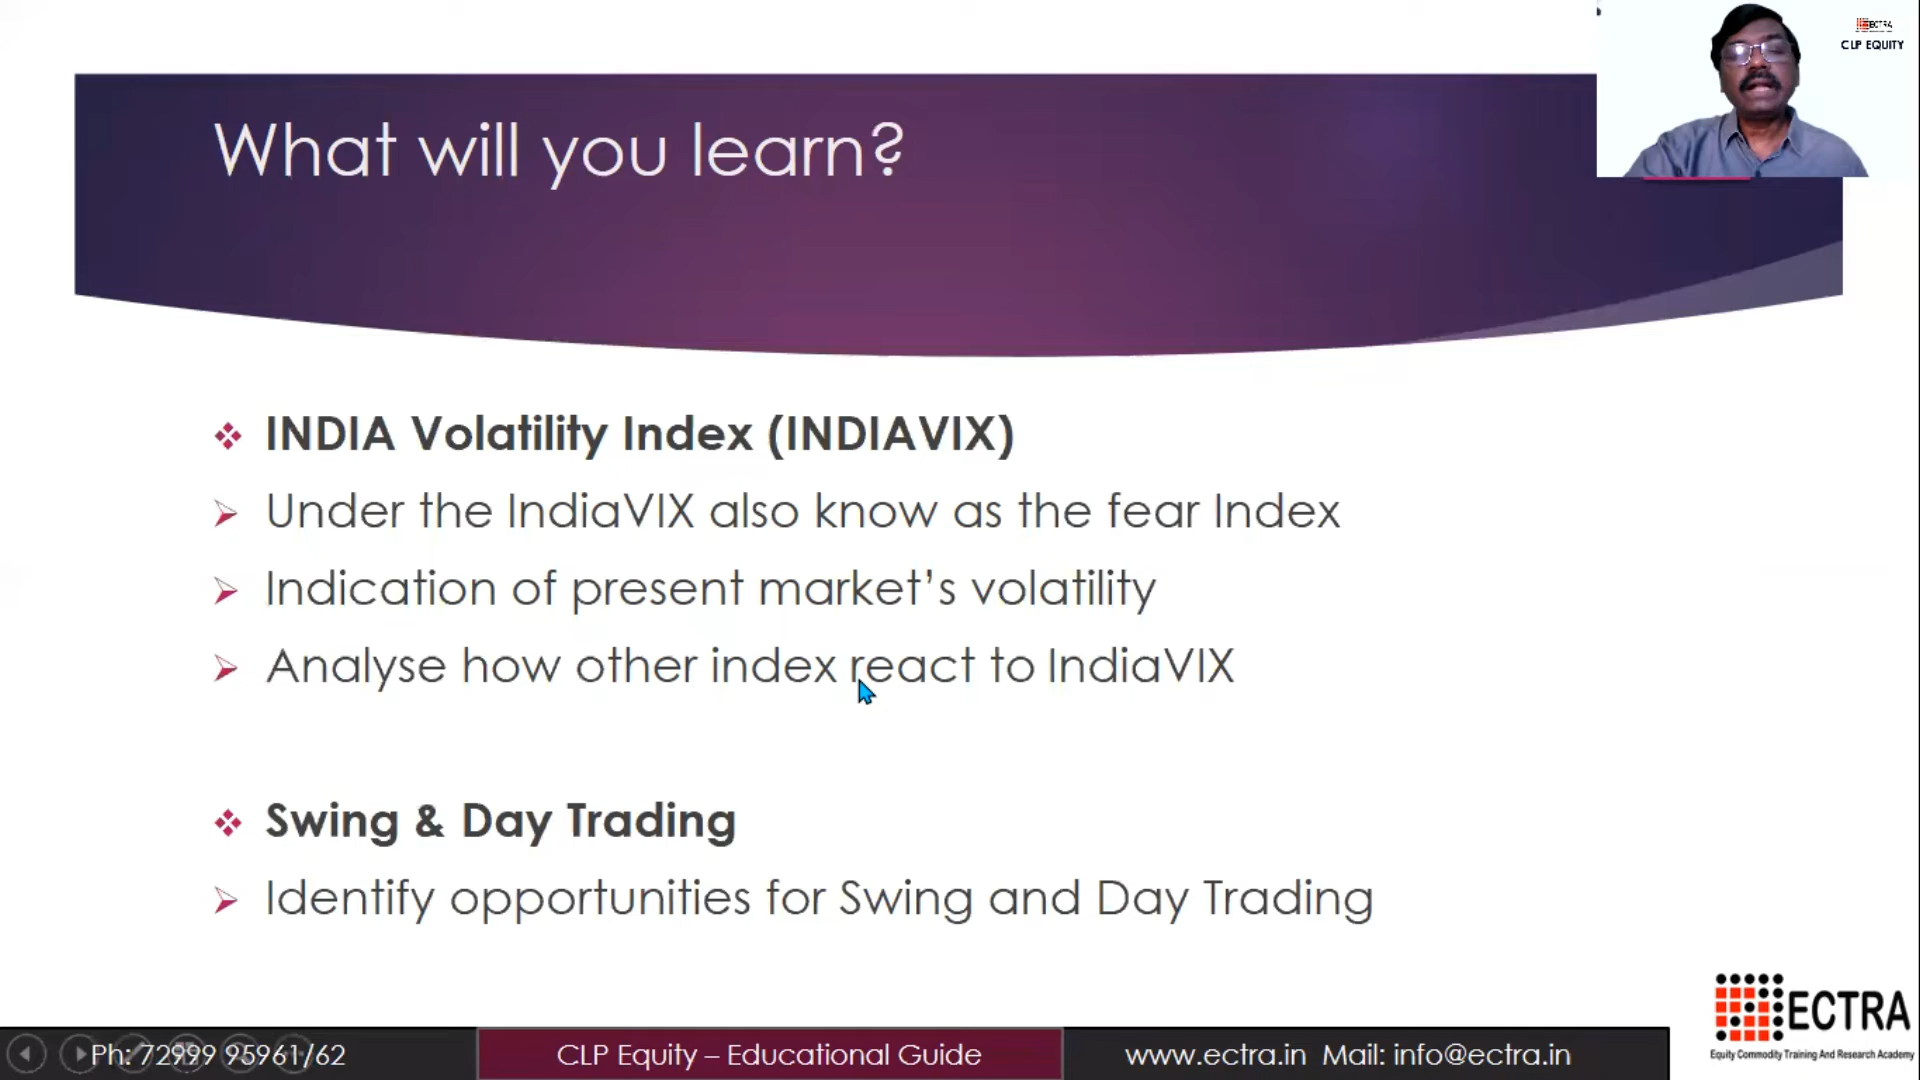 ECTRA
CLP EQUITY
What will you learn?
INDIA Volatility Index (INDIAVIX)
Under the IndiaVIX also know as the fear Index
Indication of present market’s volatility
Analyse how other index react to IndiaVIX
Swing & Day Trading
Identify opportunities for Swing and Day Trading
ECTRA
Equity Commodity Training And Research Academy
Ph: 72999 95961/62
CLP Equity – Educational Guide
www.ectra.in Mail: info@ectra.in